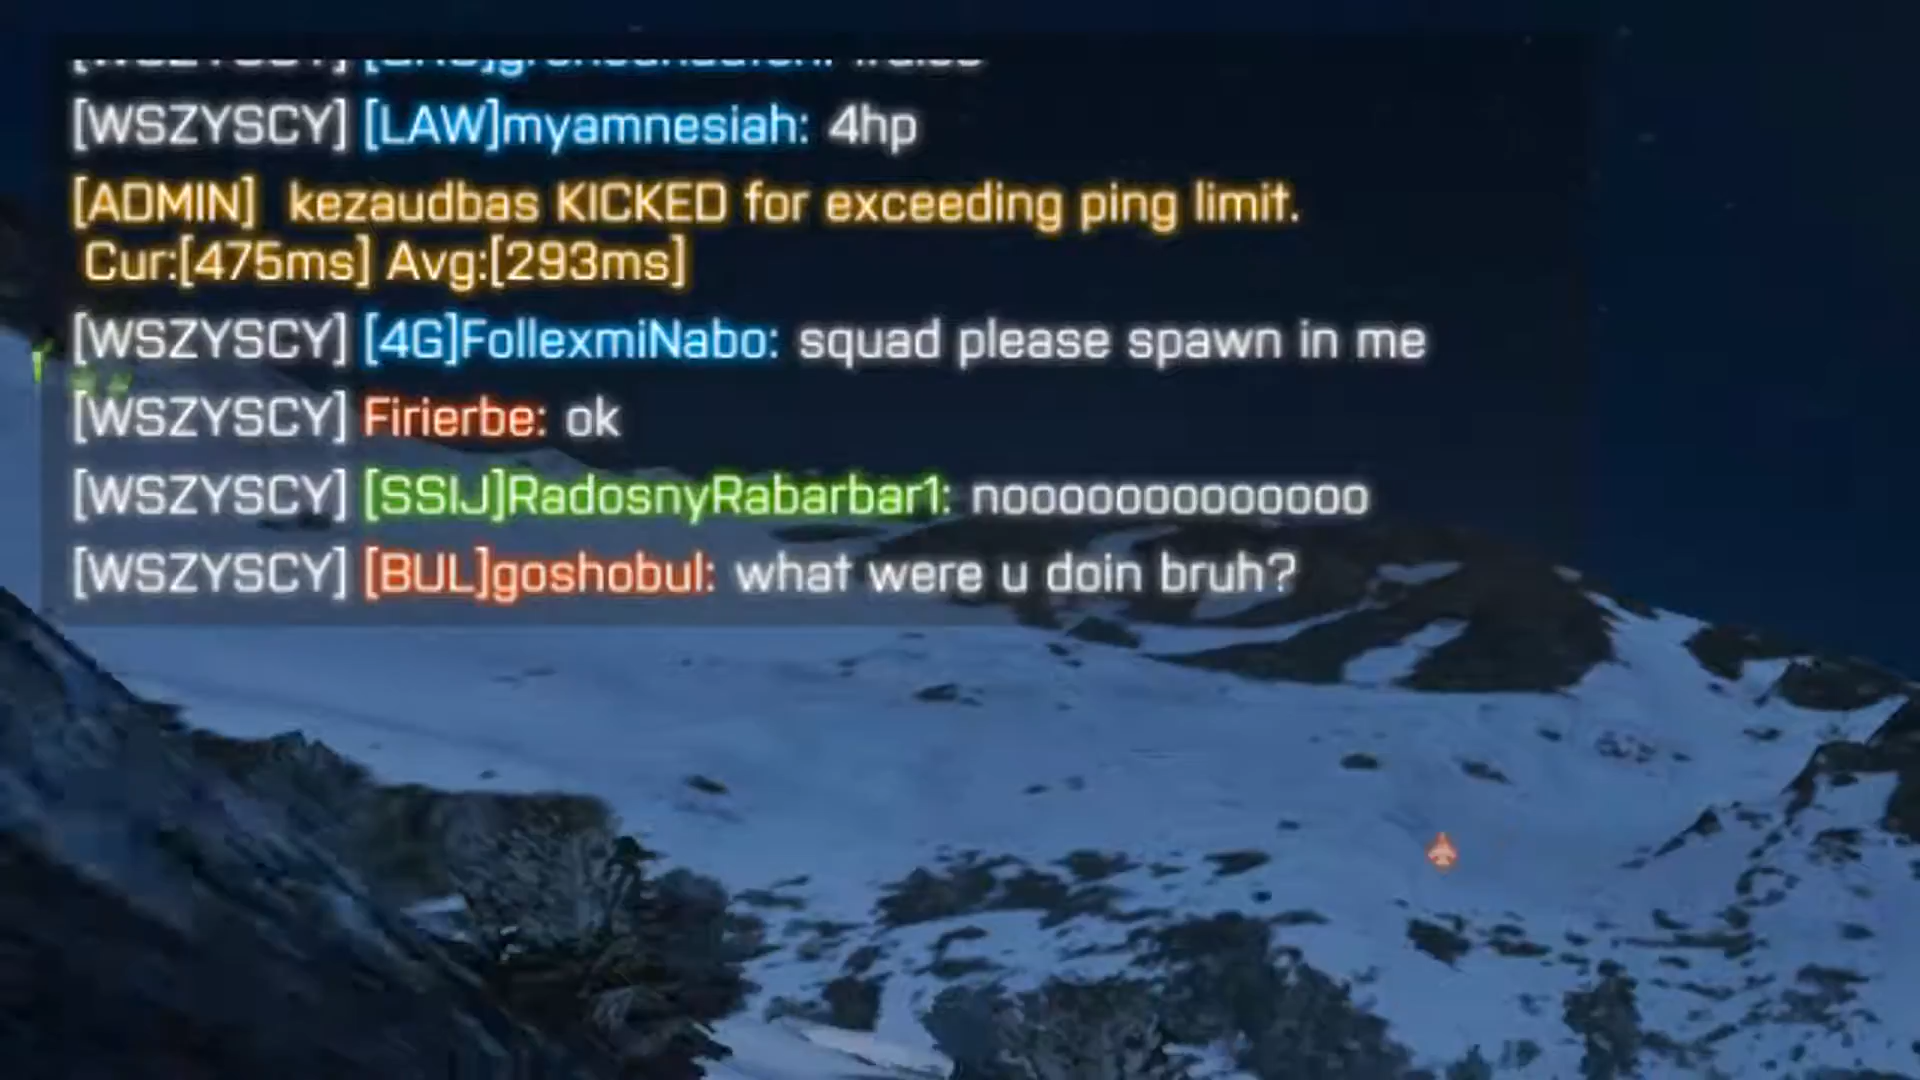 [WSZYSCY]
[WSZYSCY] [LAW]myamnesiah: 4hp
[ADMIN]  kezaudbas KICKED for exceeding ping limit.
Cur:[475ms] Avg:[293ms]
[WSZYSCY] [4G]FollexmiNabo: squad please spawn in me
[WSZYSCY] Firierbe: ok
[WSZYSCY] [SSIJ]RadosnyRabarbar1: noooooooooooooo
[WSZYSCY] [BUL]goshobul: what were u doin bruh?